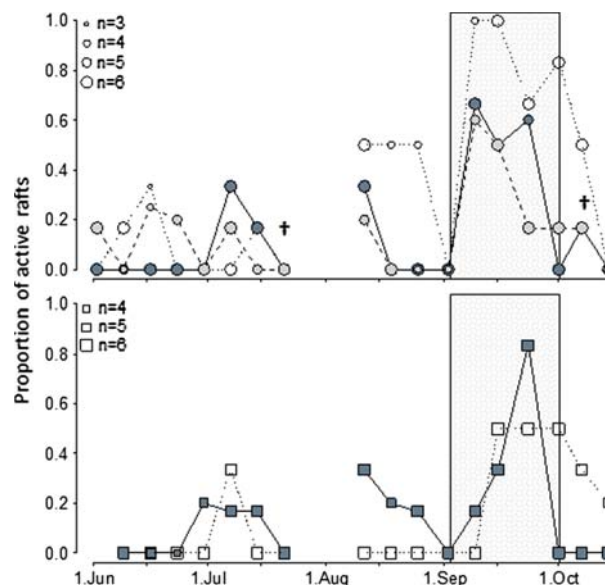 1.0
0.8
0.6
0.4
0.2
0.0
n=3
n=4
n=5
n=6
†
†
Proportion of active rafts
1.0
0.8
0.6
0.4
0.2
0.0
n=4
n=5
n=6
1.Jun
1.Jul
1.Aug
1.Sep
1.Oct